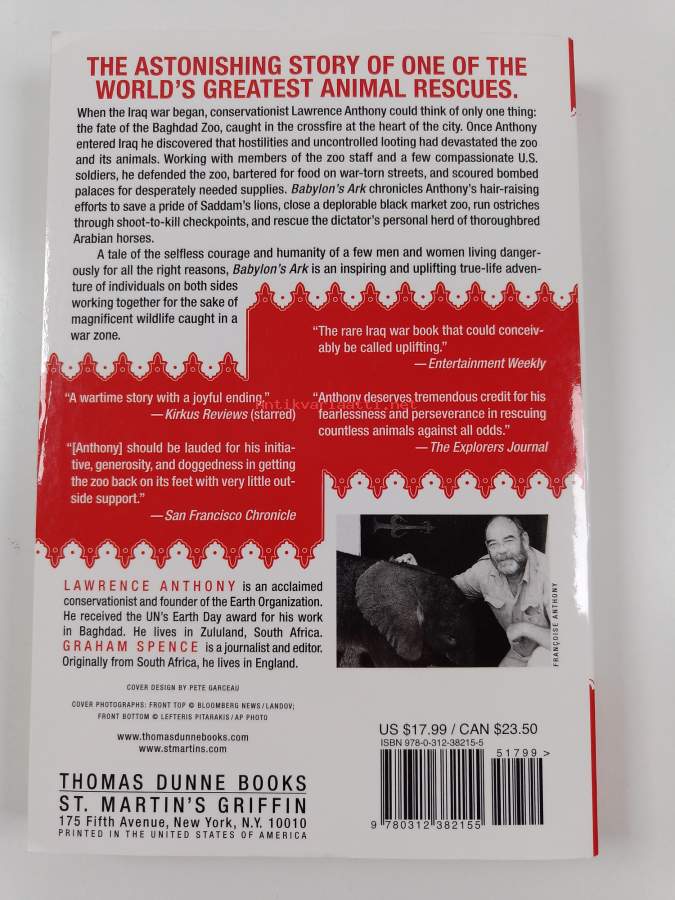 THE ASTONISHING STORY OF ONE OF THE
WORLD'S GREATEST ANIMAL RESCUES.
When the Iraq war began, conservationist Lawrence Anthony could think of only one thing:
the fate of the Baghdad Zoo, caught in the crossfire at the heart of the city. Once Anthony
entered Iraq he discovered that hostilities and uncontrolled looting had devastated the zoo
and its animals. Working with members of the zoo staff and a few compassionate U.S.
soldiers, he defended the zoo, bartered for food on war-torn streets, and scoured bombed
palaces for desperately needed supplies. Babylon's Ark chronicles Anthony's hair-raising
efforts to save a pride of Saddam's lions, close a deplorable black market zoo, run ostriches
through shoot-to-kill checkpoints, and rescue the dictator's personal herd of thoroughbred
Arabian horses.
A tale of the selfless courage and humanity of a few men and women living danger-
ously for all the right reasons, Babylon's Ark is an inspiring and uplifting true-life adven-
ture of individuals on both sides
working together for the sake of
magnificent wildlife caught in a
war zone.
“The rare Iraq war book that could conceiv-
ably be called uplifting.”
—Entertainment Weekly
“A wartime story with a joyful ending.”
—Kirkus Reviews (starred)
“Anthony deserves tremendous credit for his
fearlessness and perseverance in rescuing
countless animals against all odds.”
—The Explorers Journal
antikvariaatti.net
“[Anthony] should be lauded for his initia-
tive, generosity, and doggedness in getting
the zoo back on its feet with very little out-
side support.”
—San Francisco Chronicle
LAWRENCE ANTHONY is an acclaimed
conservationist and founder of the Earth Organization.
He received the UN's Earth Day award for his work
in Baghdad. He lives in Zululand, South Africa.
GRAHAM SPENCE is a journalist and editor.
Originally from South Africa, he lives in England.
FRANÇOISE ANTHONY
COVER DESIGN BY PETE GARCEAU
COVER PHOTOGRAPHS: FRONT TOP © BLOOMBERG NEWS/LANDOV;
FRONT BOTTOM © LEFTERIS PITARAKIS/AP PHOTO
www.thomasdunnebooks.com
www.stmartins.com
THOMAS DUNNE BOOKS
ST. MARTIN'S GRIFFIN
175 Fifth Avenue, New York, N.Y. 10010
PRINTED IN THE UNITED STATES OF AMERICA
US $17.99 / CAN $23.50
ISBN 978-0-312-38215-5
51799>
9 780312 382155